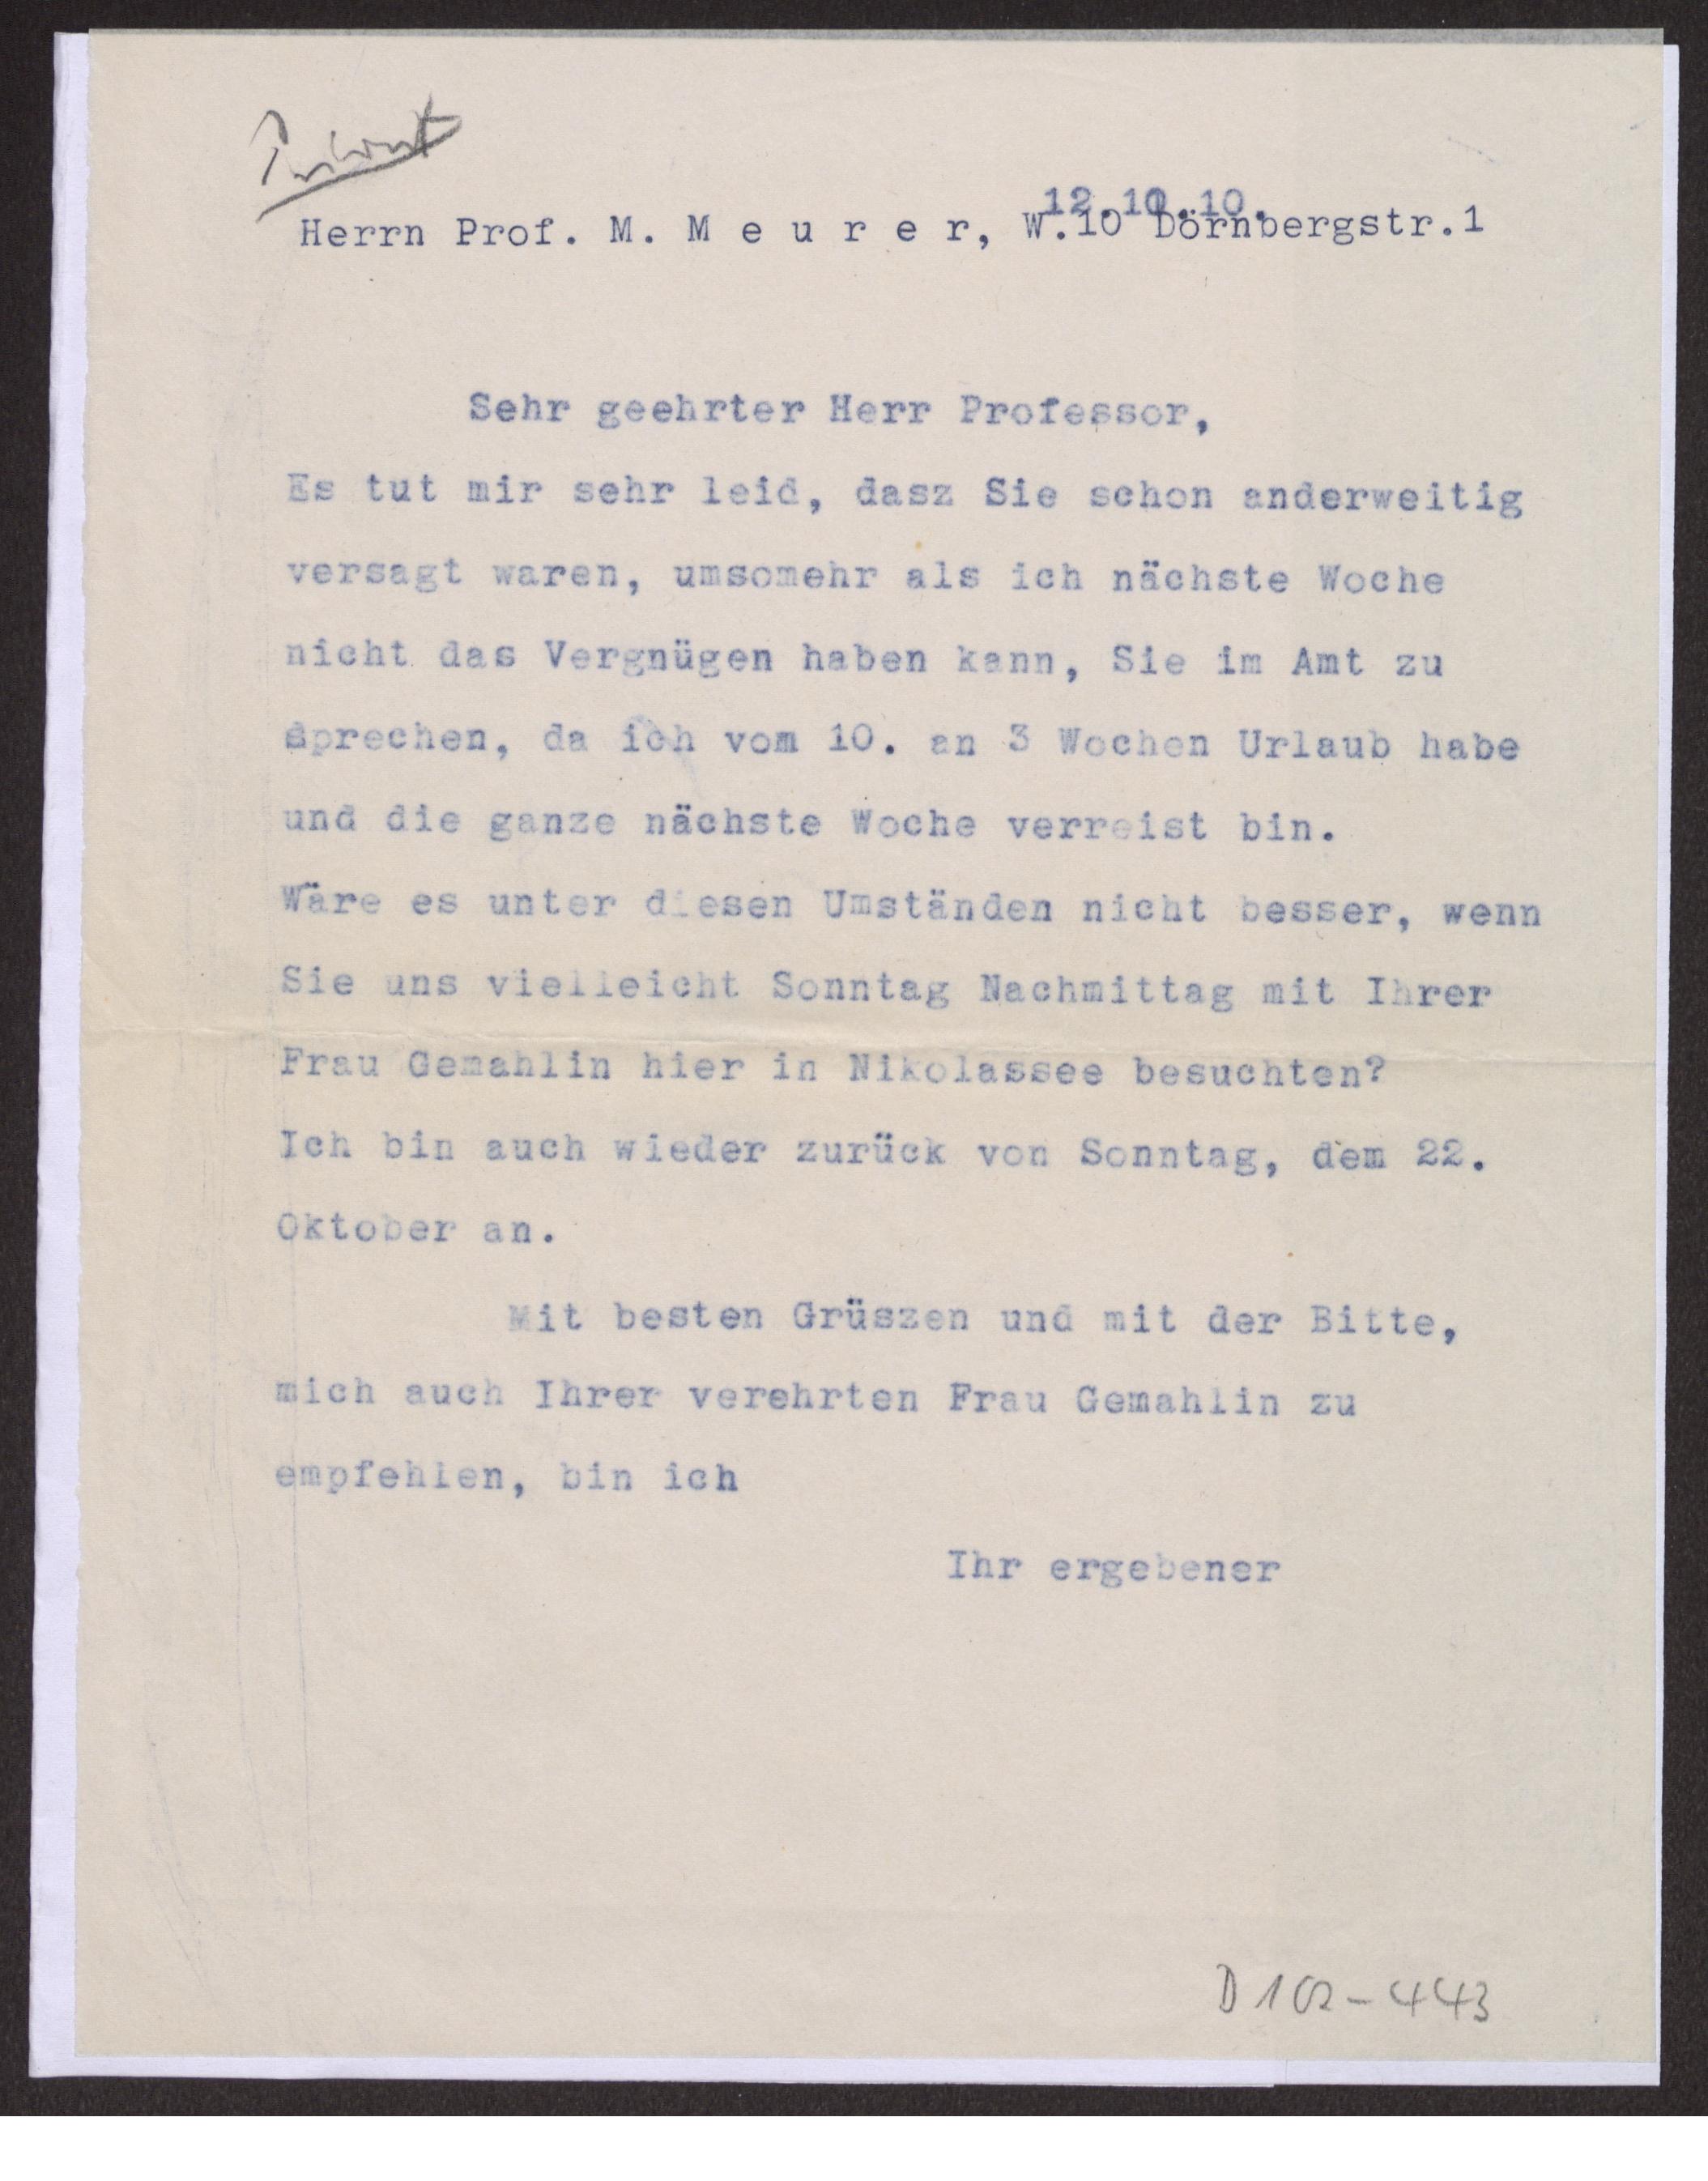 Privat
12.10.10.
Herrn Prof. M. M e u r e r, W.10 Dörnbergstr.1
Sehr geehrter Herr Professor,
Es tut mir sehr leid, dasz Sie schon anderweitig
versagt waren, umsomehr als ich nächste Woche
nicht das Vergnügen haben kann, Sie im Amt zu
sprechen, da ich vom 10. an 3 Wochen Urlaub habe
und die ganze nächste Woche verreist bin.
Wäre es unter diesen Umständen nicht besser, wenn
Sie uns vielleicht Sonntag Nachmittag mit Ihrer
Frau Gemahlin hier in Nikolassee besuchten?
Ich bin auch wieder zurück von Sonntag, dem 22.
Oktober an.
Mit besten Grüszen und mit der Bitte,
mich auch Ihrer verehrten Frau Gemahlin zu
empfehlen, bin ich
Ihr ergebener
D 102-443